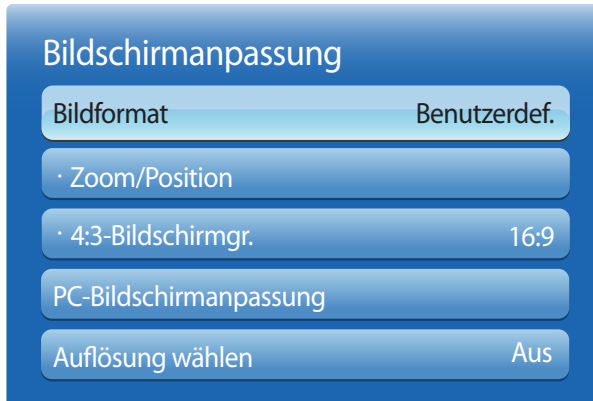 Bildschirmanpassung
Bildformat Benutzerdef.
· Zoom/Position
· 4:3-Bildschirmgr. 16:9
PC-Bildschirmanpassung
Auflösung wählen Aus